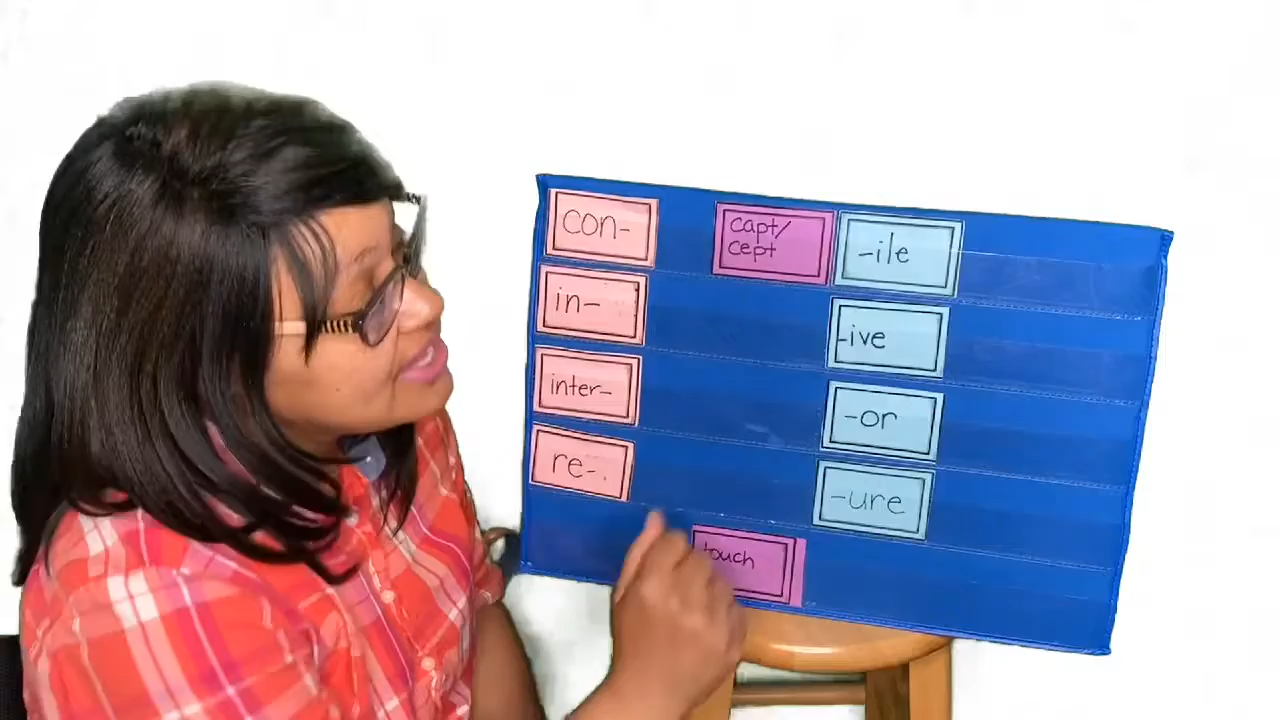 con-
capt/
cept
-ile
in-
-ive
inter-
-or
re-.
-ure
touch